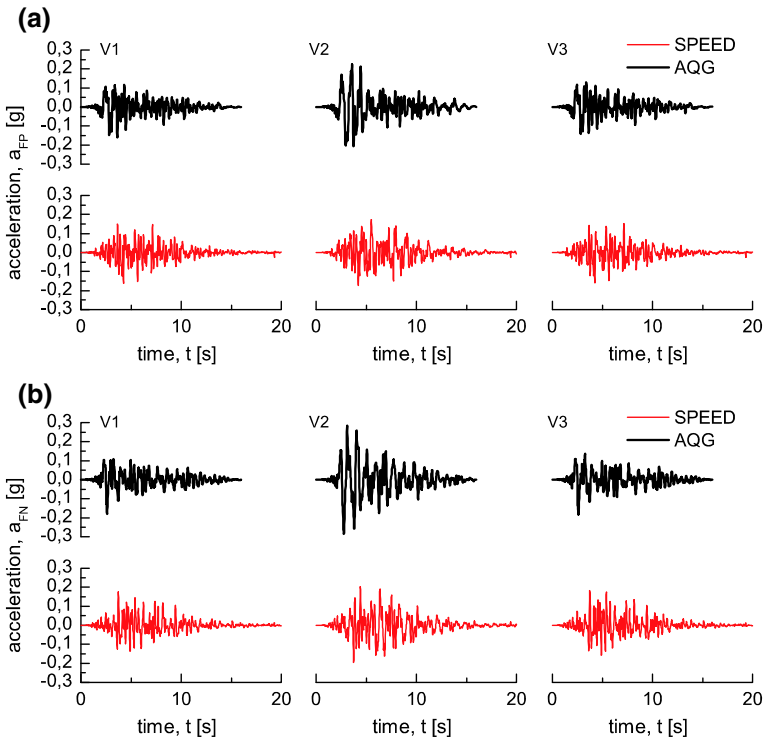 (a)
V1
V2
V3
SPEED
AQG
acceleration, aFP [g]
0,3
0,2
0,1
0,0
-0,1
-0,2
-0,3
0,3
0,2
0,1
0,0
-0,1
-0,2
-0,3
0 10 20
0 10 20
0 10 20
time, t [s]
time, t [s]
time, t [s]
(b)
V1
V2
V3
SPEED
AQG
acceleration, aFN [g]
0,3
0,2
0,1
0,0
-0,1
-0,2
-0,3
0,3
0,2
0,1
0,0
-0,1
-0,2
-0,3
0 10 20
0 10 20
0 10 20
time, t [s]
time, t [s]
time, t [s]